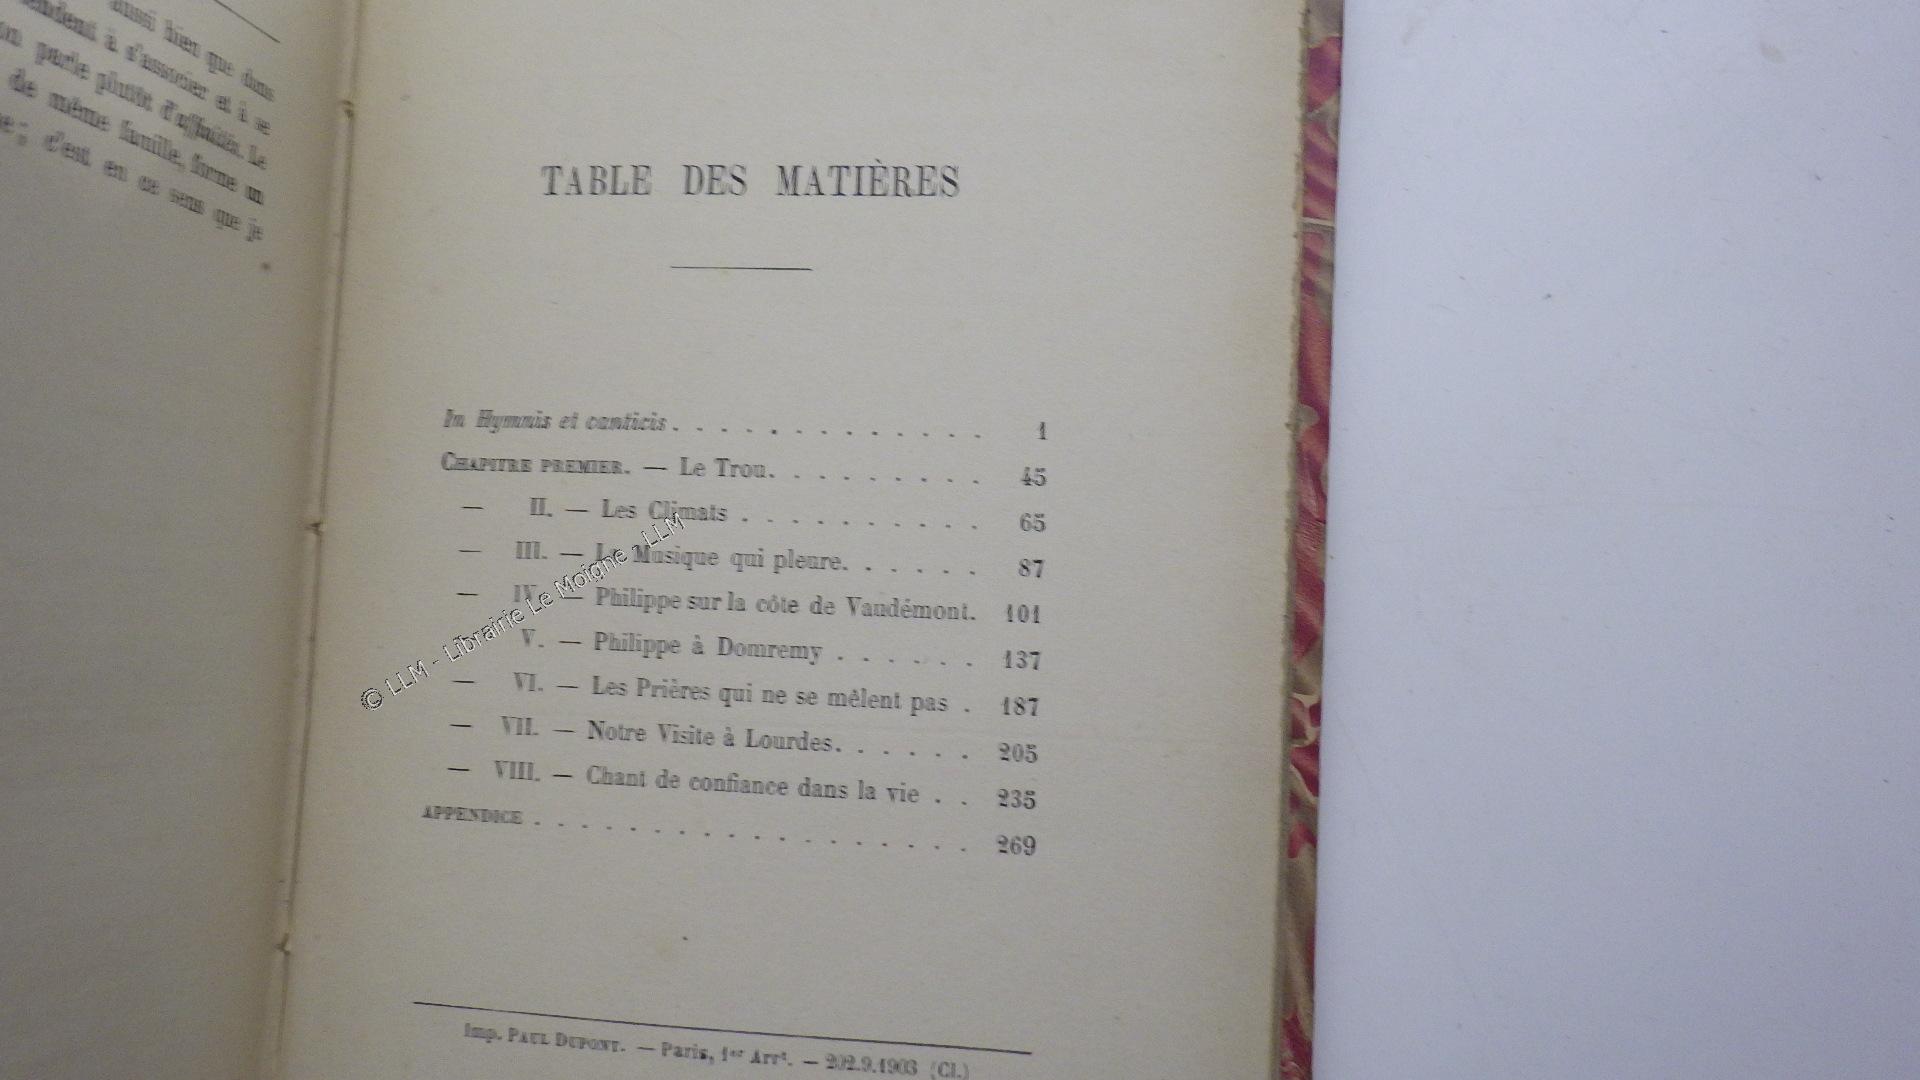 aussi bien que dans
tendent à s'associer et à se
on parle plutôt d'affinités. Le
de même famille, forme un
c'est en ce sens que je
TABLE DES MATIÈRES
In Hymnis et canticis. . . . . . . . . . . . . 1
CHAPITRE PREMIER. — Le Trou. . . . . . . . . 45
— II. — Les Climats . . . . . . . . . . 65
— III. — La Musique qui pleure. . . . . . 87
— IV. — Philippe sur la côte de Vaudémont. 101
V. — Philippe à Domremy . . . . . . 137
— VI. — Les Prières qui ne se mêlent pas . 187
— VII. — Notre Visite à Lourdes. . . . . . 205
— VIII. — Chant de confiance dans la vie . . 235
APPENDICE . . . . . . . . . . . . . . . . . . 269
Imp. PAUL DUPONT. — Paris, 1er Arrt. — 202.9.1903 (Cl.)
© LLM - Librairie Le Moigne - LLM